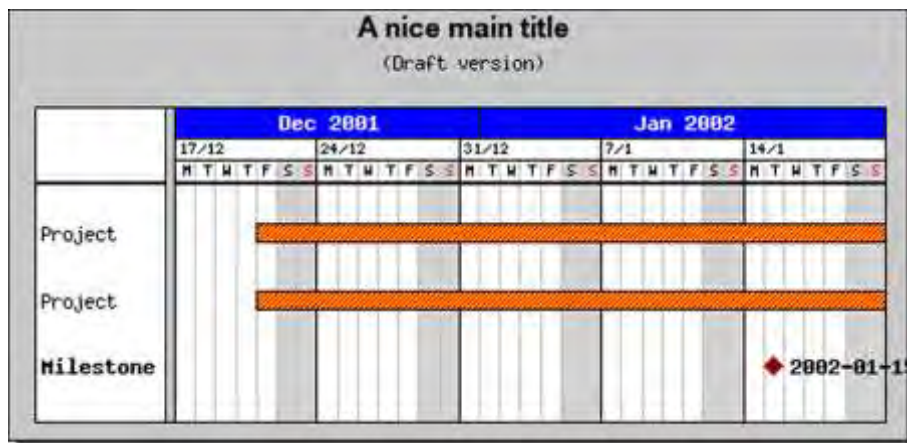 A nice main title
(Draft version)
Dec 2001 Jan 2002
17/12 24/12 31/12 7/1 14/1
M T W T F S S M T W T F S S M T W T F S S M T W T F S S M T W T F S S
Project
Project
Milestone 2002-01-15